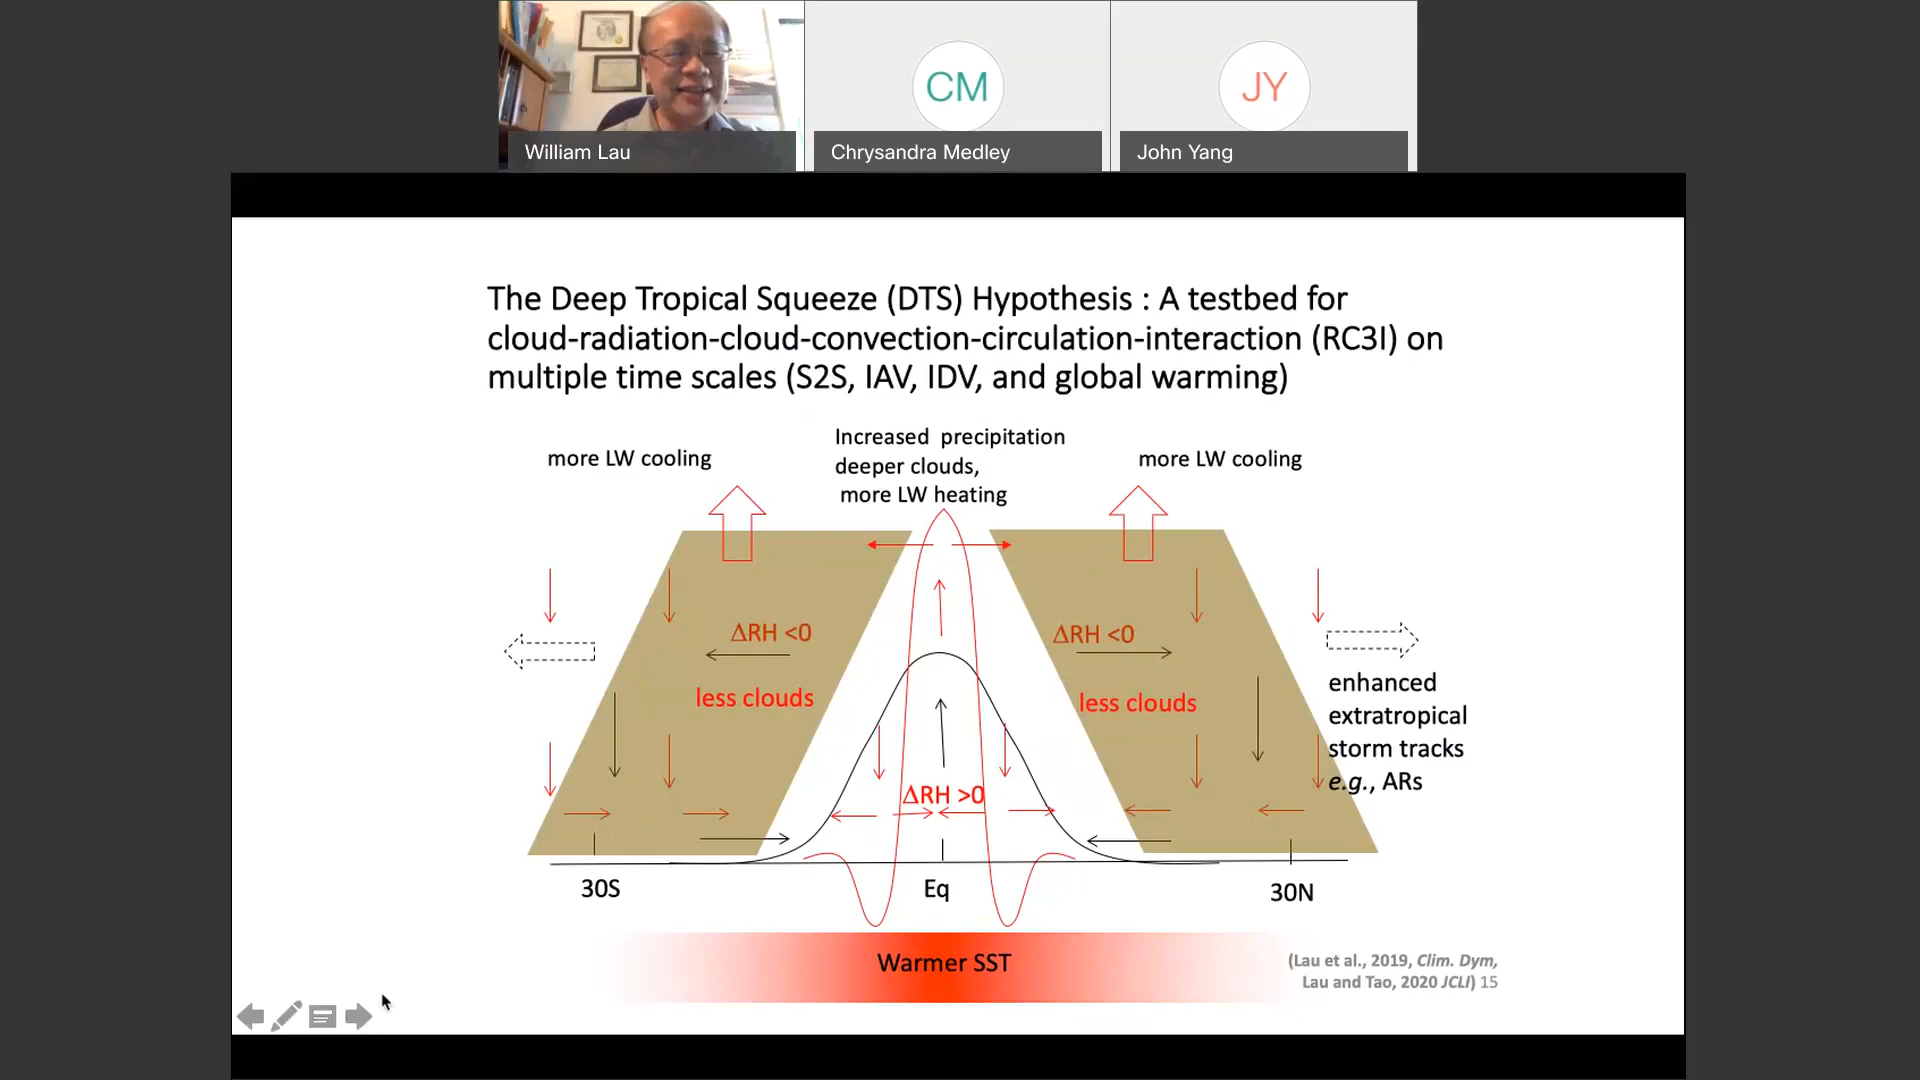 CM
JY
William Lau
Chrysandra Medley
John Yang
The Deep Tropical Squeeze (DTS) Hypothesis : A testbed for
cloud-radiation-cloud-convection-circulation-interaction (RC3I) on
multiple time scales (S2S, IAV, IDV, and global warming)
more LW cooling
Increased precipitation
deeper clouds,
more LW heating
more LW cooling
ΔRH <0
ΔRH <0
less clouds
less clouds
enhanced
extratropical
storm tracks
e.g., ARs
ΔRH >0
30S
Eq
30N
Warmer SST
(Lau et al., 2019, Clim. Dym,
Lau and Tao, 2020 JCLI) 15